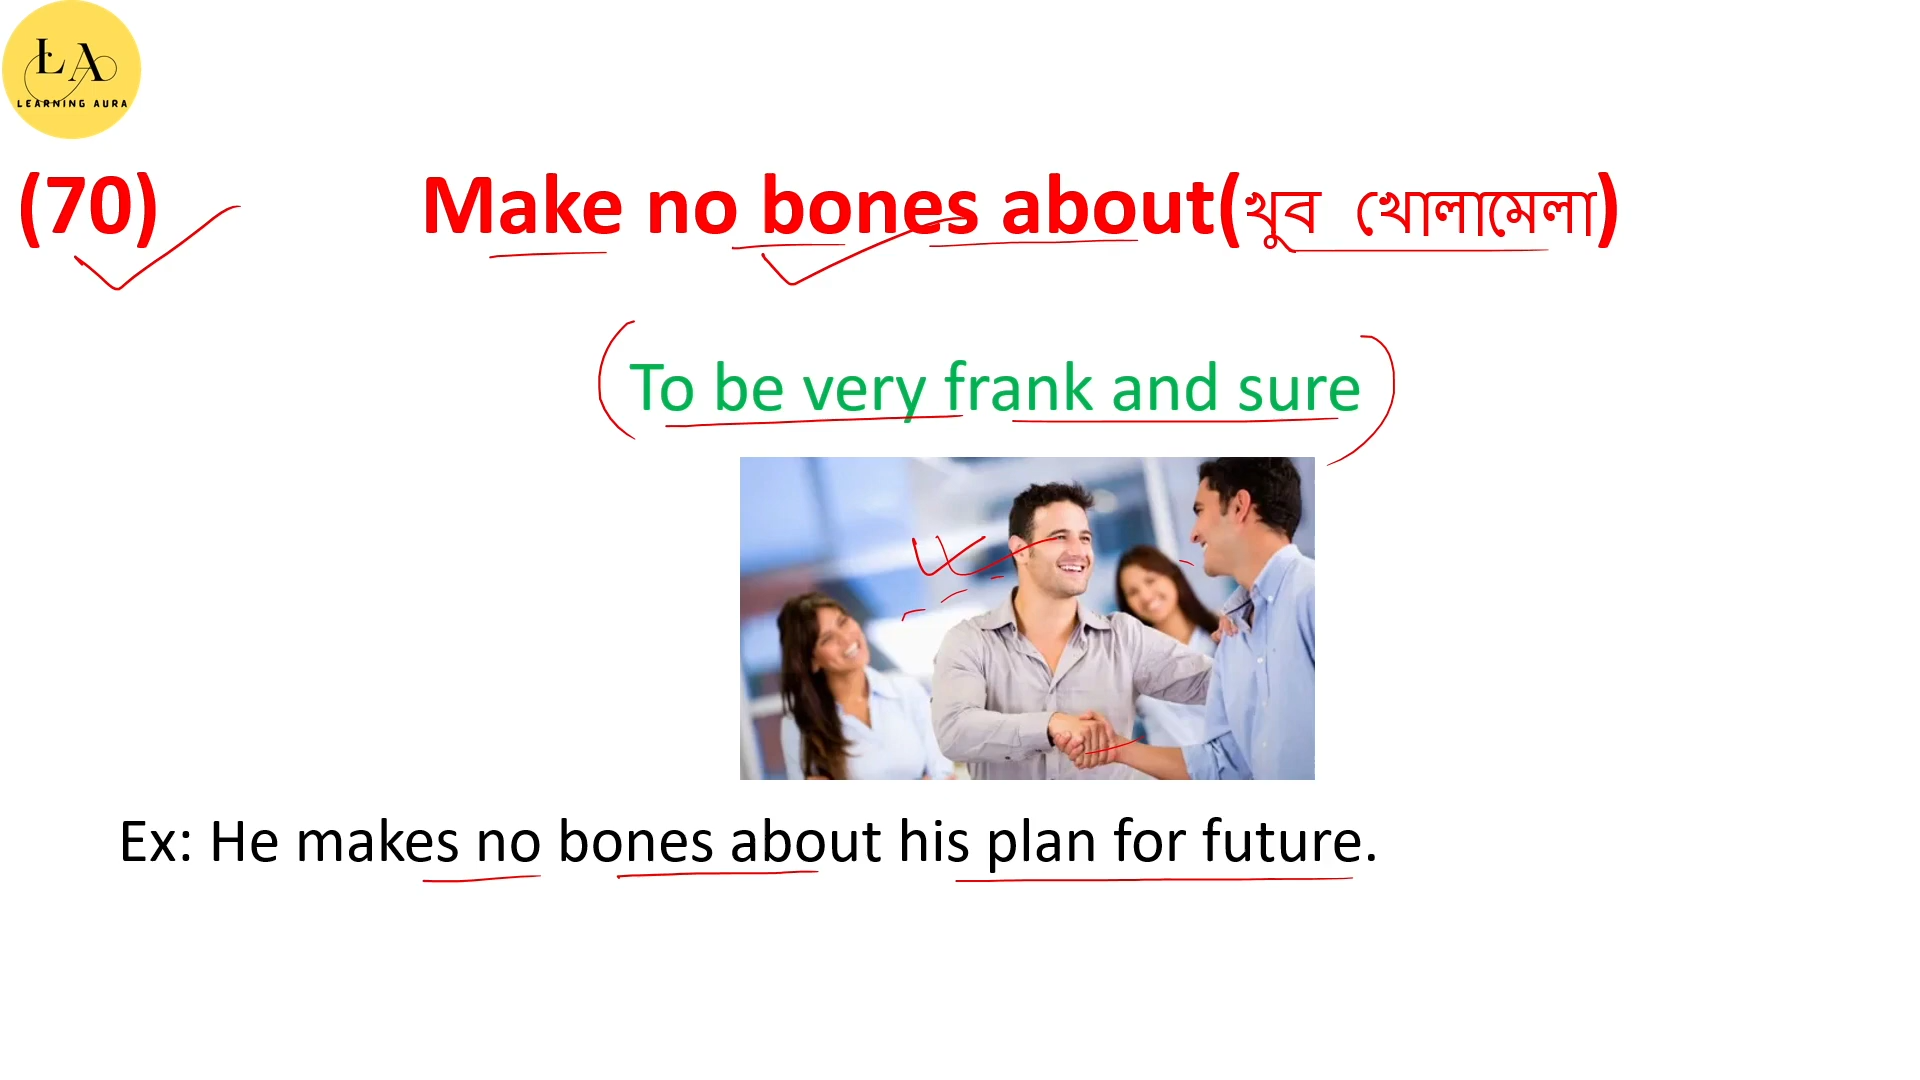 LA
LEARNING AURA
(70) Make no bones about(খুব খোলামেলা)
To be very frank and sure
Ex: He makes no bones about his plan for future.